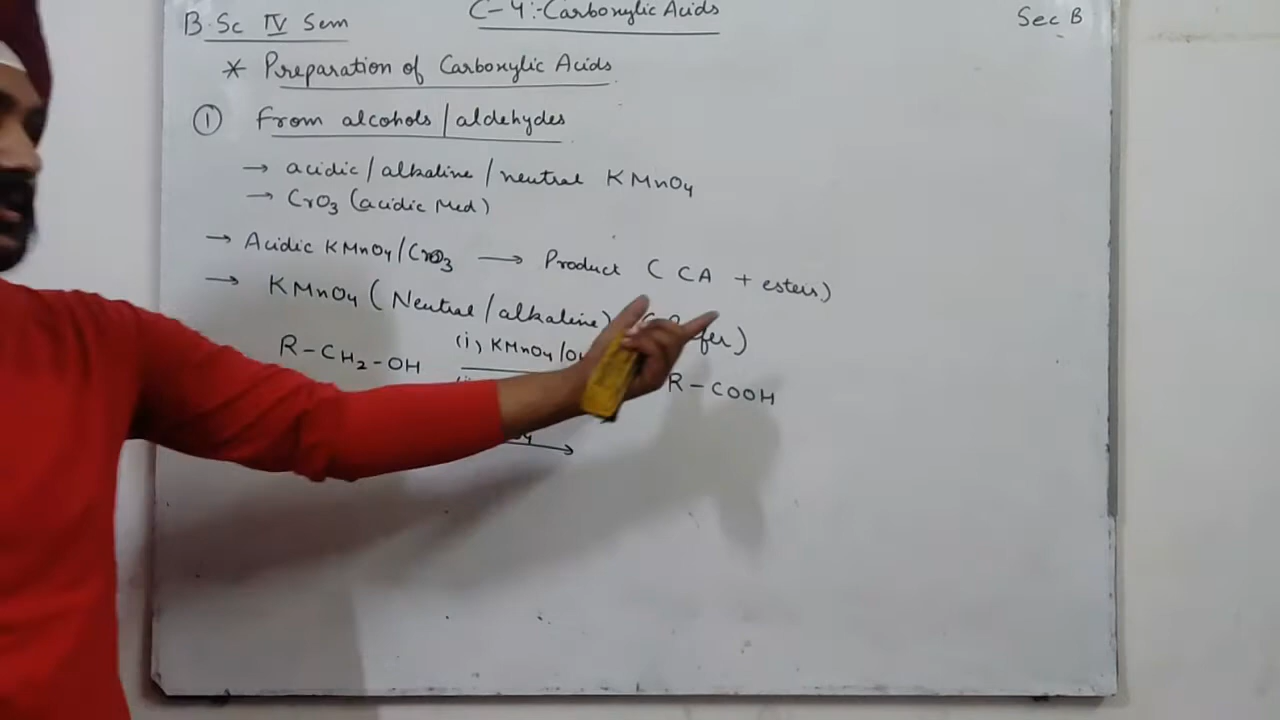 B.Sc IV Sem
C-4:-Carboxylic Acids
Sec B
* Preparation of Carboxylic Acids
① From alcohols/aldehydes
→ acidic/alkaline/neutral KMnO₄
→ CrO₃ (acidic Med)
→ Acidic KMnO₄/CrO₃ → Product (CA + esters)
→ KMnO₄ (Neutral/alkaline)
R-CH₂-OH (i) KMnO₄/ R-COOH